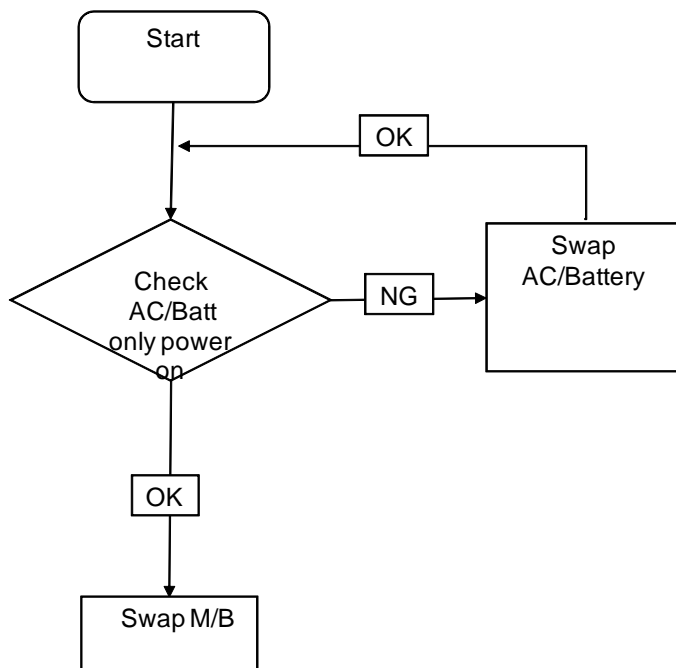 Start
OK
Swap
AC/Battery
Check
AC/Batt
only power
on
NG
OK
Swap M/B